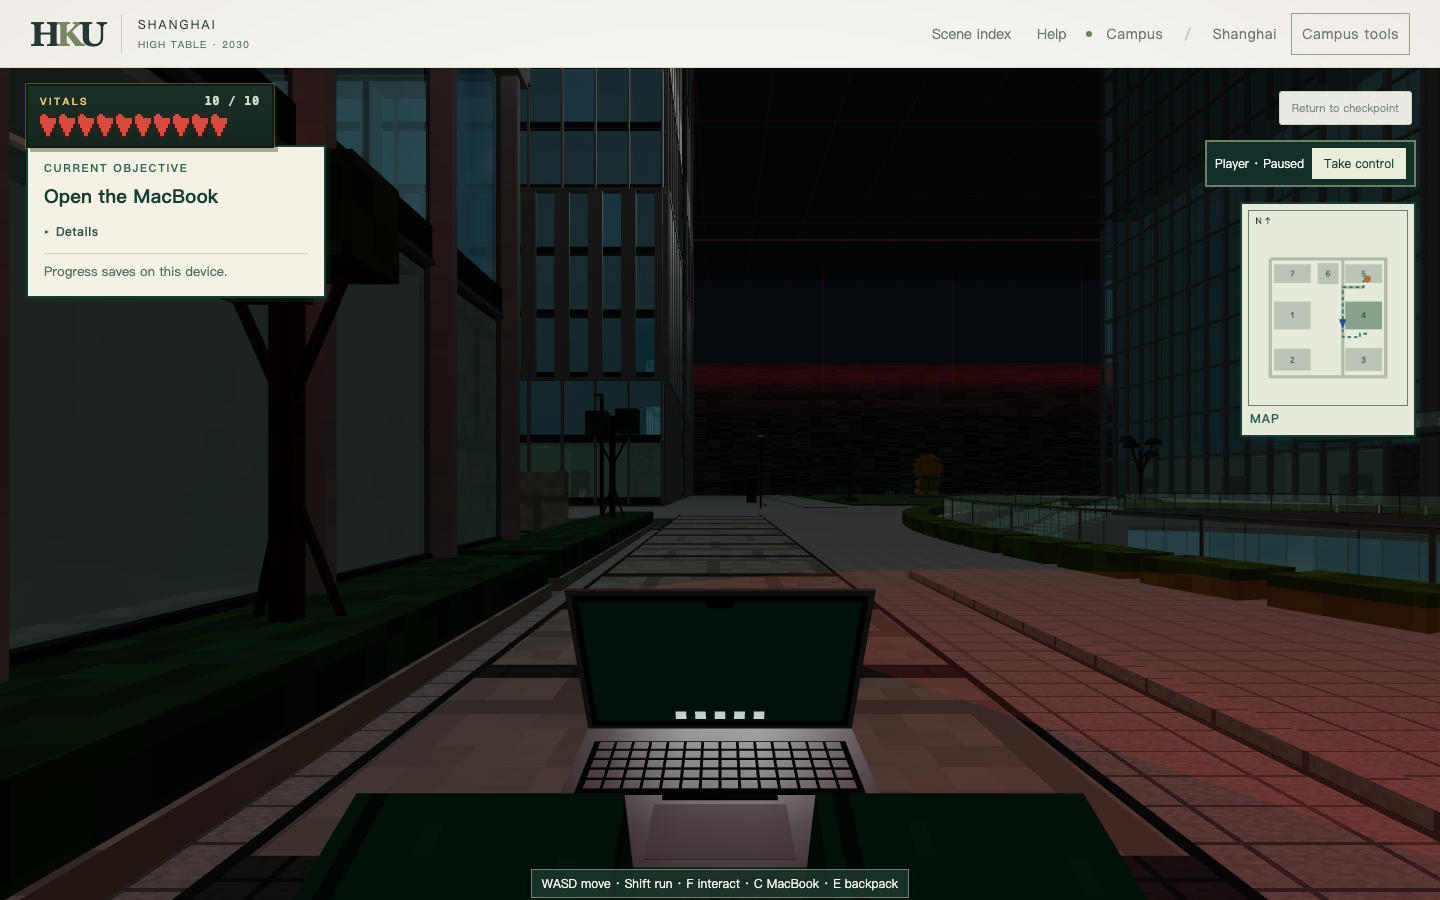 HKU
SHANGHAI
HIGH TABLE · 2030
Scene index
Help
Campus
/
Shanghai
Campus tools
VITALS
10 / 10
CURRENT OBJECTIVE
Open the MacBook
Details
Progress saves on this device.
Return to checkpoint
Player · Paused
Take control
N ↑
7
6
5
1
4
2
3
MAP
WASD move · Shift run · F interact · C MacBook · E backpack